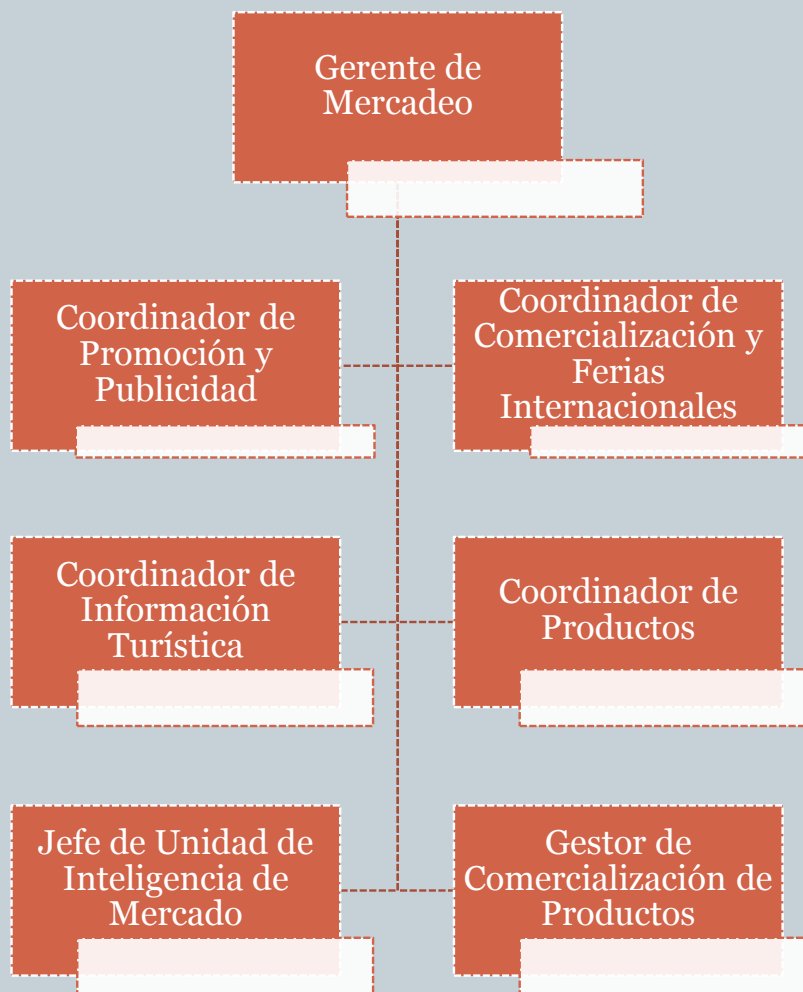 Gerente de
Mercadeo
Coordinador de
Promoción y
Publicidad
Coordinador de
Comercialización y
Ferias
Internacionales
Coordinador de
Información
Turística
Coordinador de
Productos
Jefe de Unidad de
Inteligencia de
Mercado
Gestor de
Comercialización de
Productos